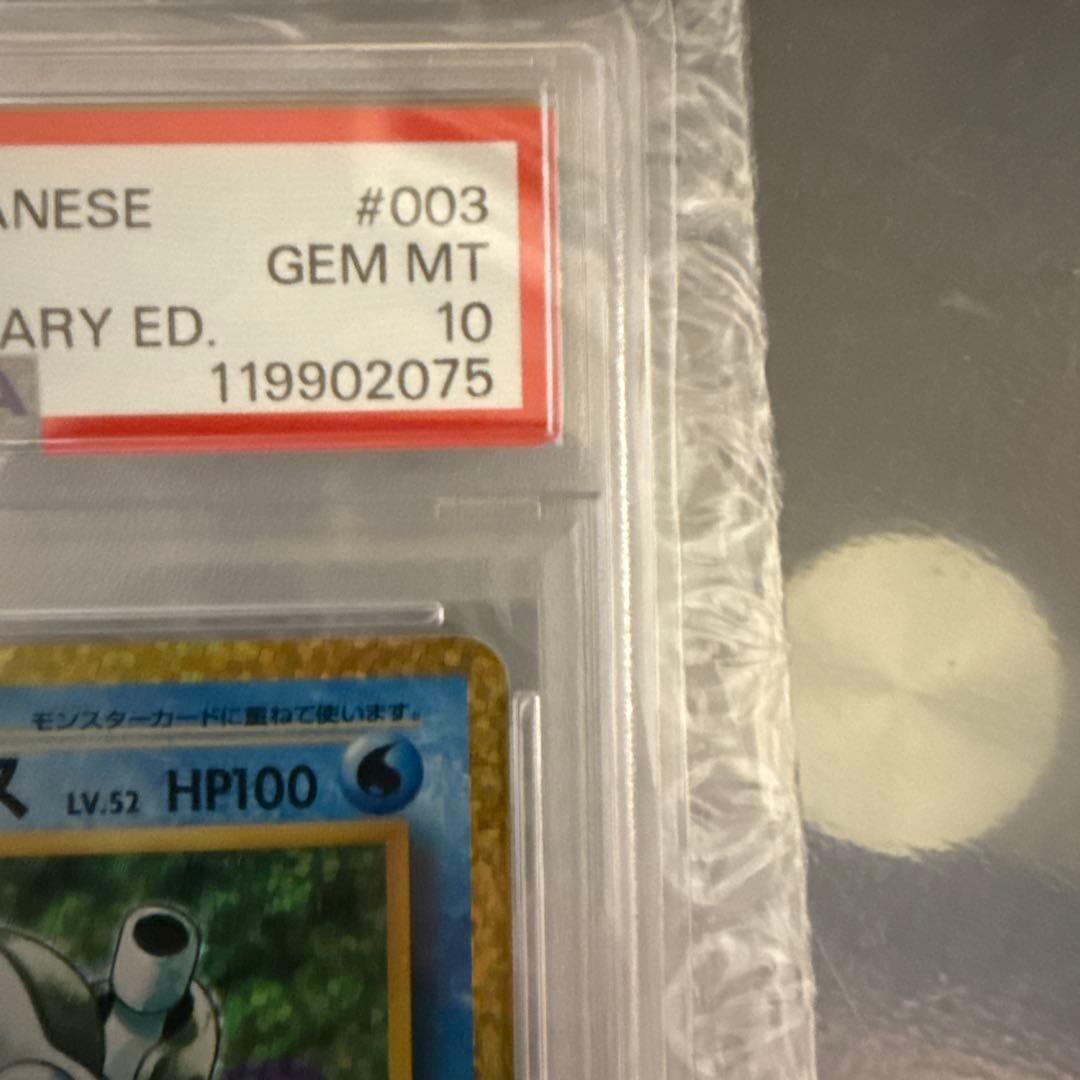 ANESE #003
GEM MT
ARY ED. 10
A 119902075
モンスターカードに重ねて使います。
ス LV.52 HP100